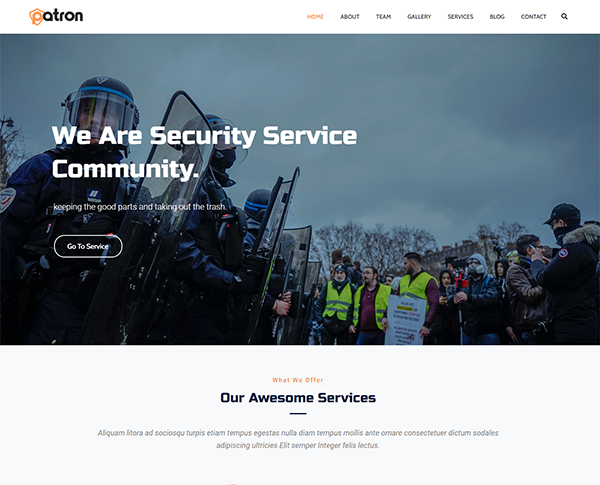 patron
HOME ABOUT TEAM GALLERY SERVICES BLOG CONTACT
We Are Security Service
Community.
keeping the good parts and taking out the trash.
Go To Service
What We Offer
Our Awesome Services
Aliquam litora ad sociosqu turpis etiam tempus egestas nulla diam tempus mollis ante ornare consectetuer dictum sodales
adipiscing ultricies Elit semper Integer felis lectus.